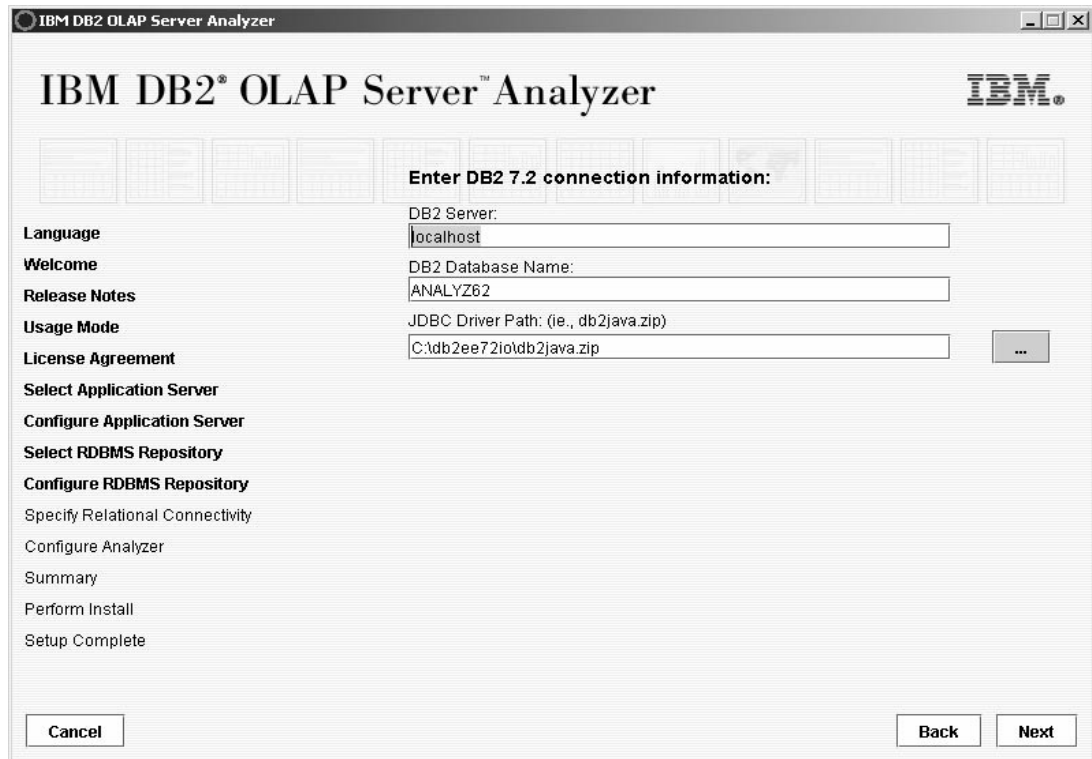 IBM DB2 OLAP Server Analyzer
IBM DB2® OLAP Server™ Analyzer
IBM®
Enter DB2 7.2 connection information:
DB2 Server:
localhost
DB2 Database Name:
ANALYZ62
JDBC Driver Path: (ie., db2java.zip)
C:\db2ee72io\db2java.zip
...
Language
Welcome
Release Notes
Usage Mode
License Agreement
Select Application Server
Configure Application Server
Select RDBMS Repository
Configure RDBMS Repository
Specify Relational Connectivity
Configure Analyzer
Summary
Perform Install
Setup Complete
Cancel
Back
Next